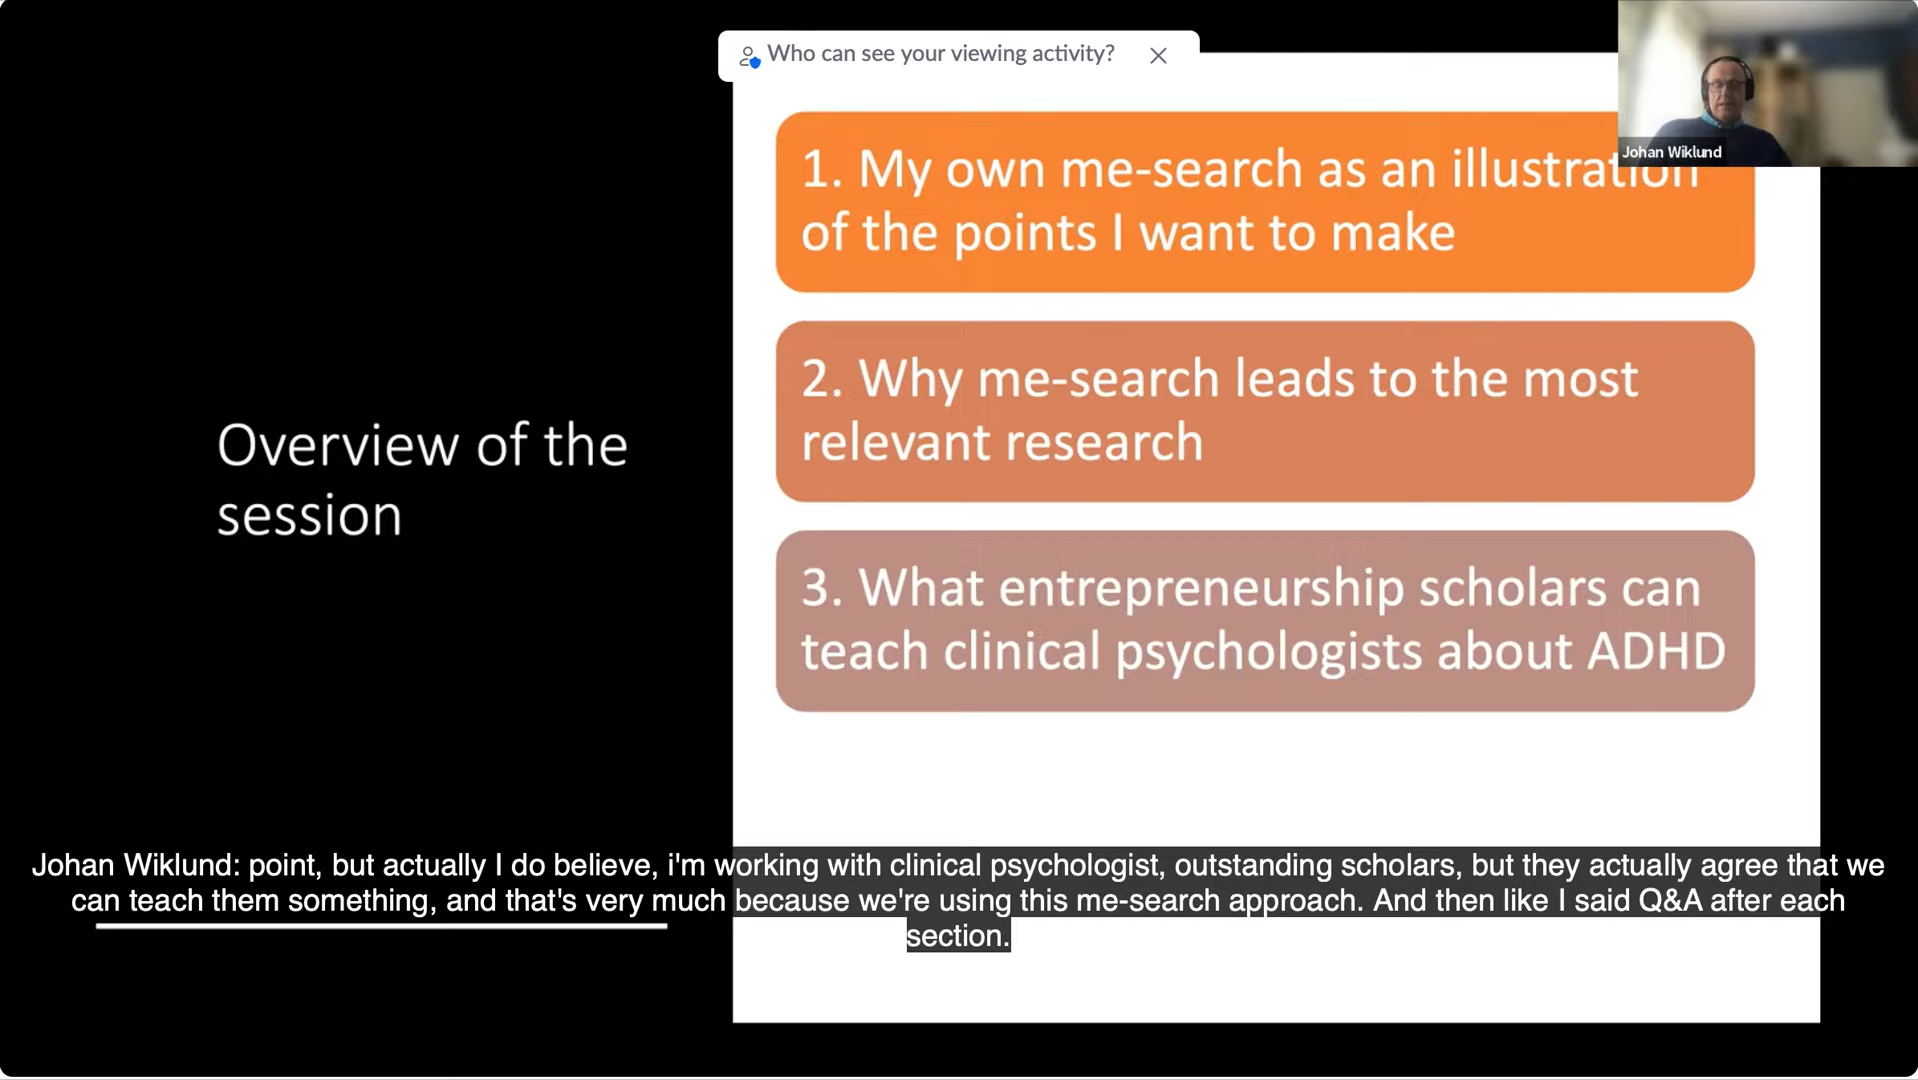 Who can see your viewing activity?
Johan Wiklund
Overview of the
session
1. My own me-search as an illustration
of the points I want to make
2. Why me-search leads to the most
relevant research
3. What entrepreneurship scholars can
teach clinical psychologists about ADHD
Johan Wiklund: point, but actually I do believe, i'm working with clinical psychologist, outstanding scholars, but they actually agree that we
can teach them something, and that's very much because we're using this me-search approach. And then like I said Q&A after each
section.